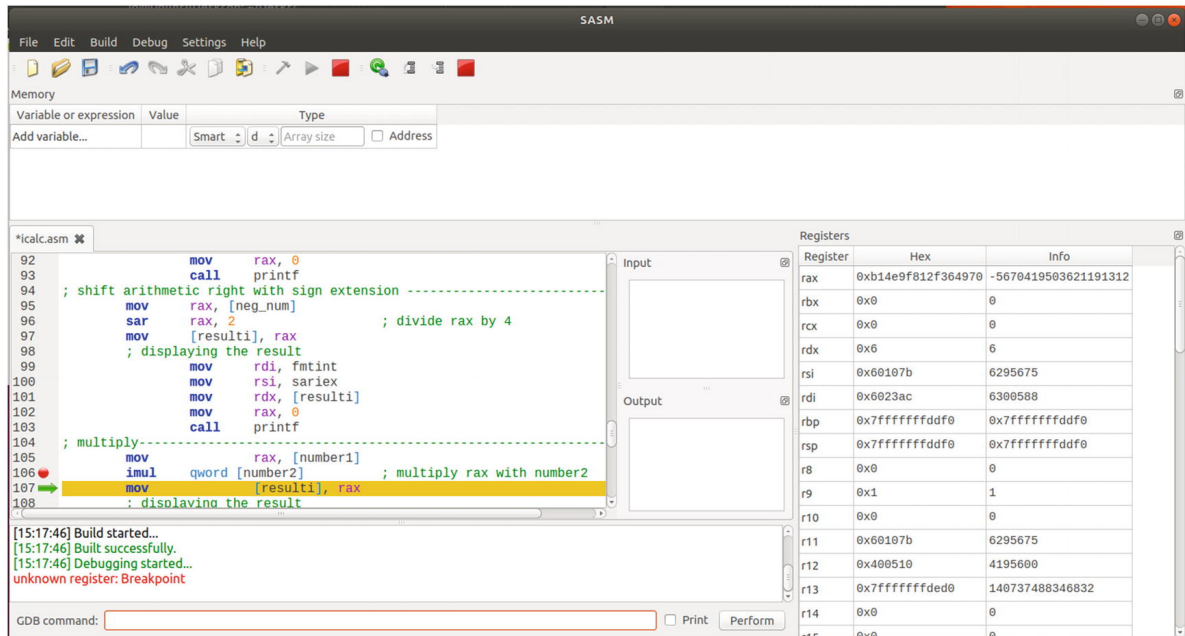 SASM
File Edit Build Debug Settings Help
Memory
Variable or expression Value Type
Add variable... Smart d Array size Address
*icalc.asm
92 mov rax, 0
93 call printf
94 ; shift arithmetic right with sign extension -------------------------
95 mov rax, [neg_num]
96 sar rax, 2 ; divide rax by 4
97 mov [resulti], rax
98 ; displaying the result
99 mov rdi, fmtint
100 mov rsi, sariex
101 mov rdx, [resulti]
102 mov rax, 0
103 call printf
104 ; multiply-----------------------------------------------------------
105 mov rax, [number1]
106 imul qword [number2] ; multiply rax with number2
107 mov [resulti], rax
108 ; displaying the result
Input
Output
[15:17:46] Build started...
[15:17:46] Built successfully.
[15:17:46] Debugging started...
unknown register: Breakpoint
GDB command: Print Perform
Registers
Register Hex Info
rax 0xb14e9f812f364970 -5670419503621191312
rbx 0x0 0
rcx 0x0 0
rdx 0x6 6
rsi 0x60107b 6295675
rdi 0x6023ac 6300588
rbp 0x7fffffffddf0 0x7fffffffddf0
rsp 0x7fffffffddf0 0x7fffffffddf0
r8 0x0 0
r9 0x1 1
r10 0x0 0
r11 0x60107b 6295675
r12 0x400510 4195600
r13 0x7fffffffded0 140737488346832
r14 0x0 0
r15 0x0 0